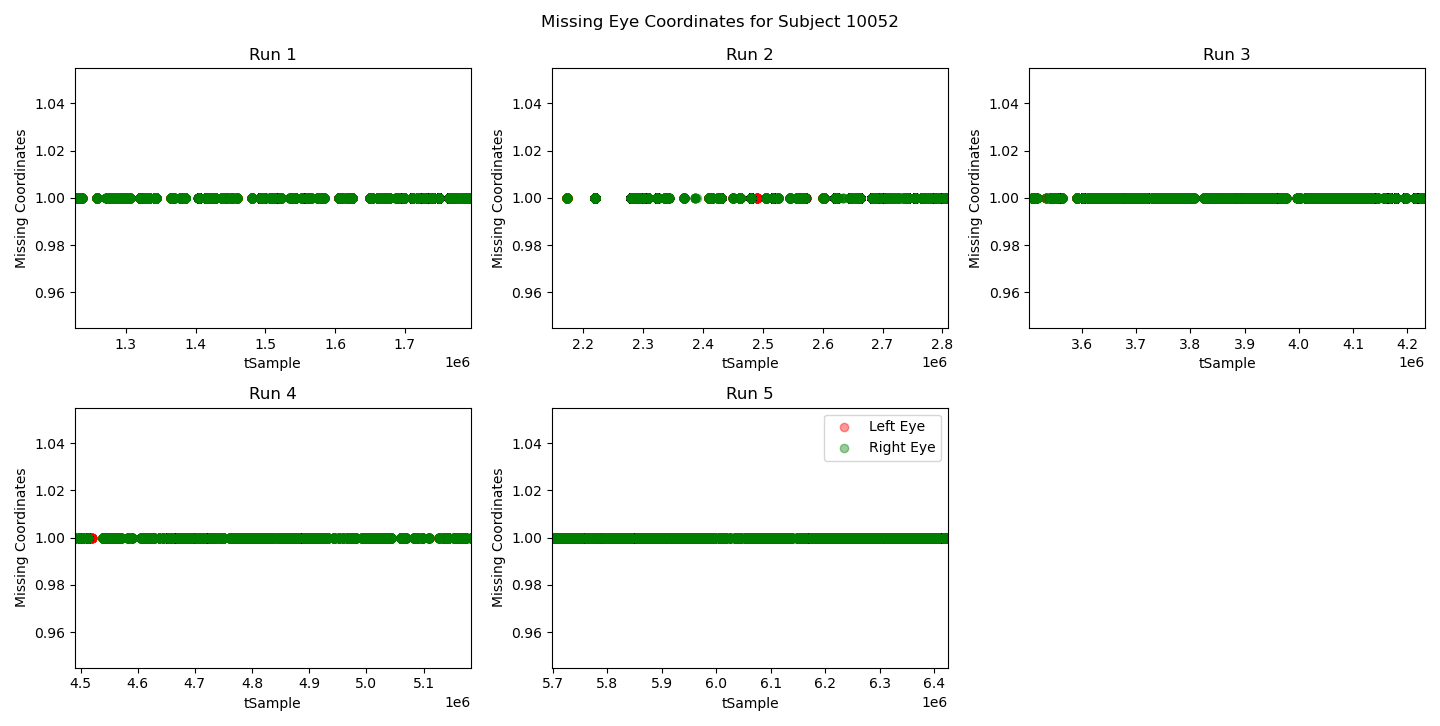 Missing Eye Coordinates for Subject 10052
Run 1
1.04
1.02
1.00
0.98
0.96
Missing Coordinates
1.3 1.4 1.5 1.6 1.7
1e6
tSample
Run 2
1.04
1.02
1.00
0.98
0.96
Missing Coordinates
2.2 2.3 2.4 2.5 2.6 2.7 2.8
1e6
tSample
Run 3
1.04
1.02
1.00
0.98
0.96
Missing Coordinates
3.6 3.7 3.8 3.9 4.0 4.1 4.2
1e6
tSample
Run 4
1.04
1.02
1.00
0.98
0.96
Missing Coordinates
4.5 4.6 4.7 4.8 4.9 5.0 5.1
1e6
tSample
Run 5
Left Eye
Right Eye
1.04
1.02
1.00
0.98
0.96
Missing Coordinates
5.7 5.8 5.9 6.0 6.1 6.2 6.3 6.4
1e6
tSample